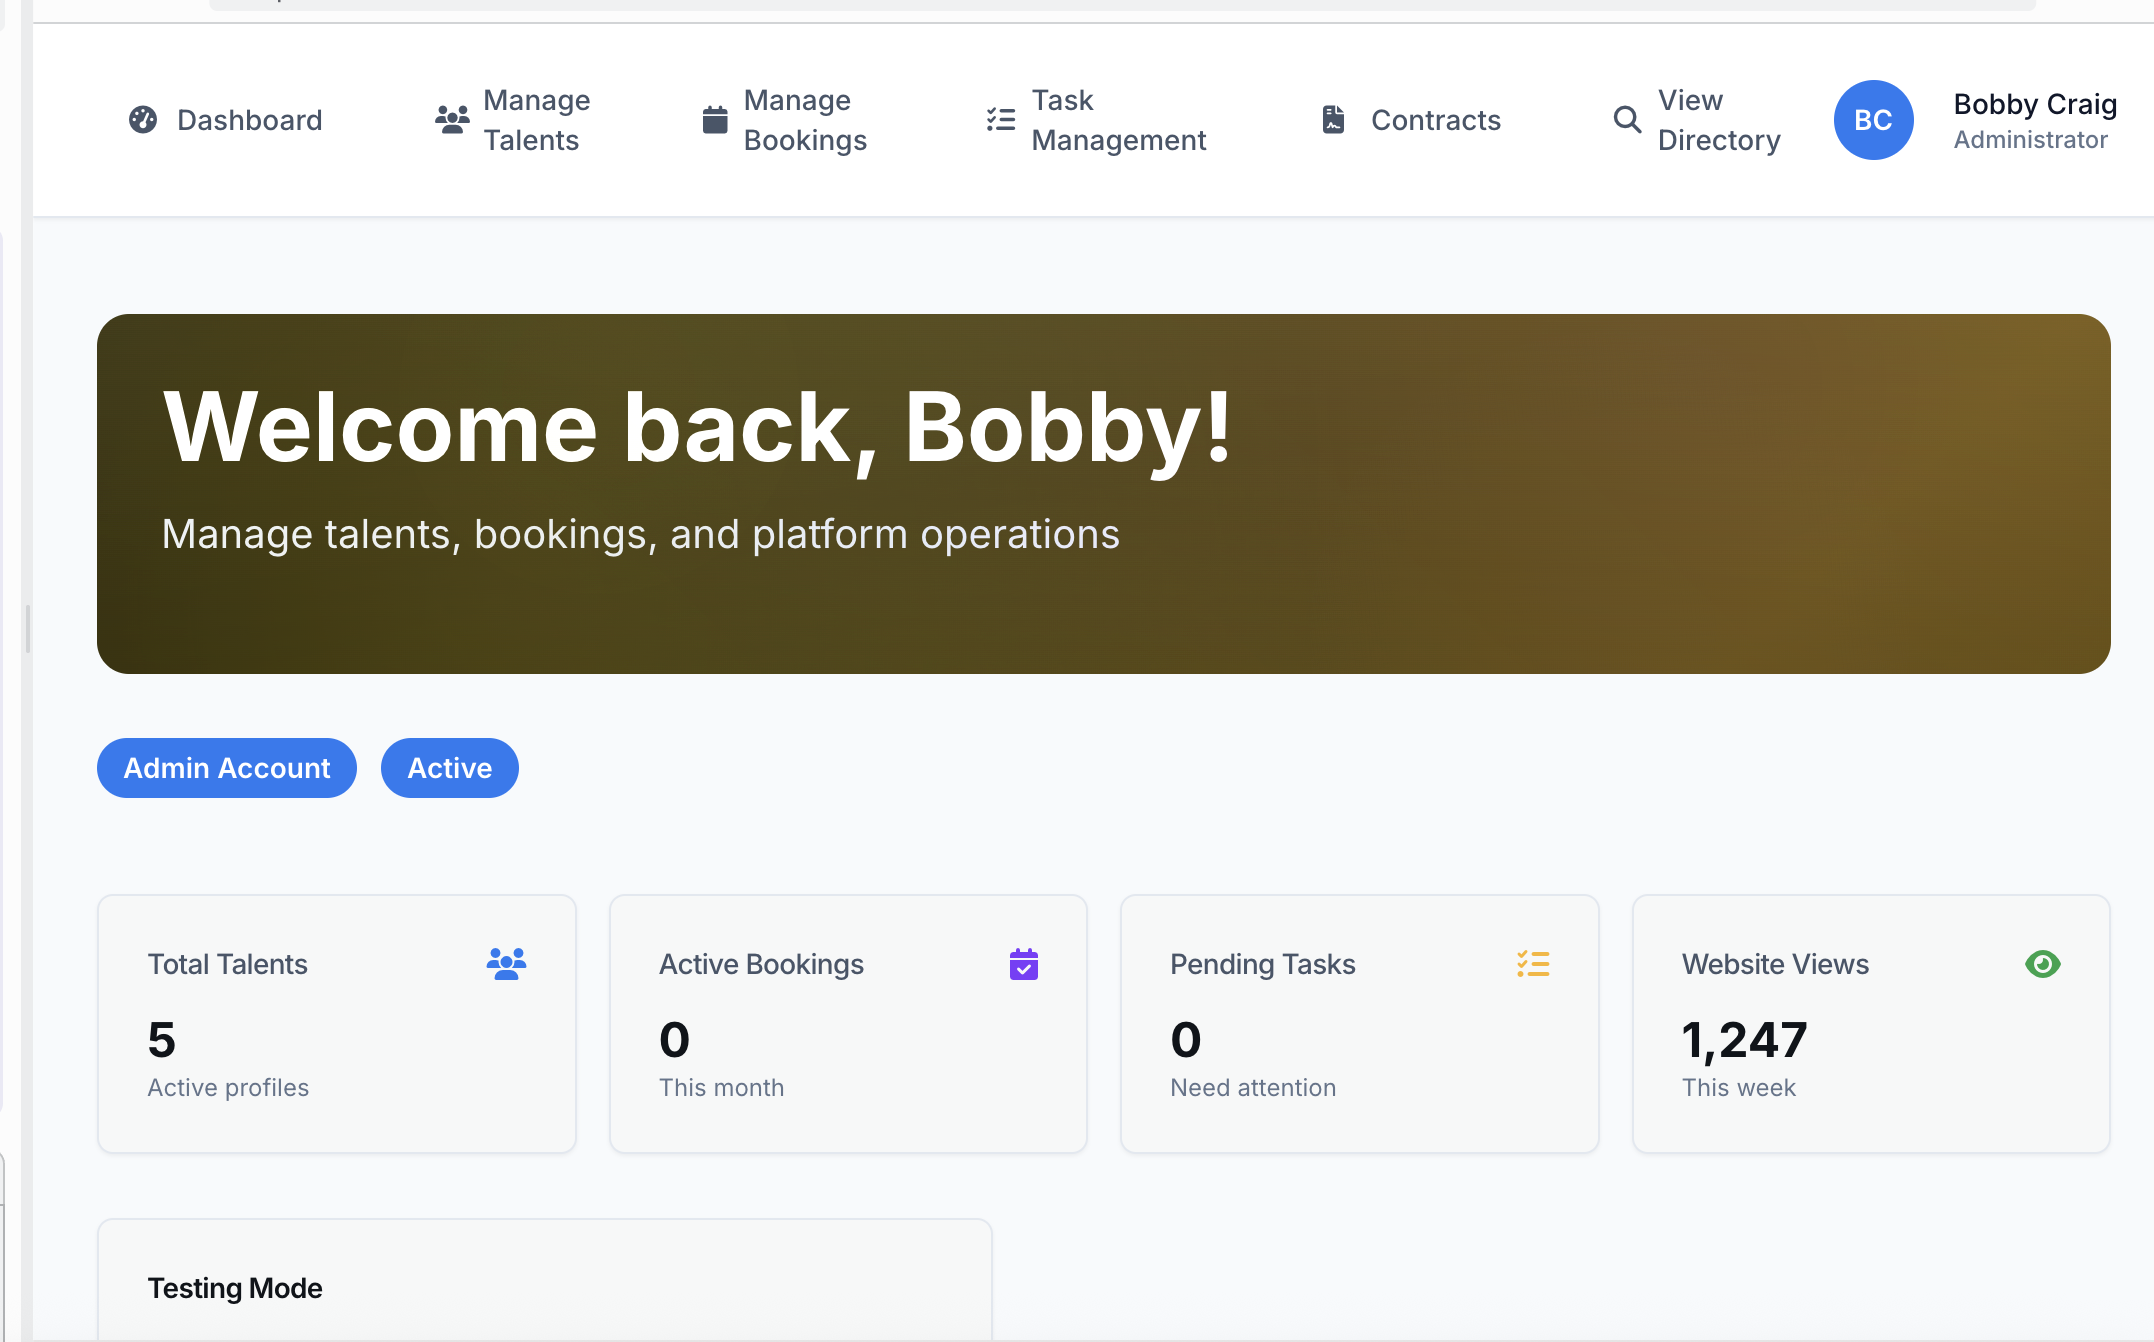 Dashboard
Manage
Talents
Manage
Bookings
Task
Management
Contracts
View
Directory
BC
Bobby Craig
Administrator
Welcome back, Bobby!
Manage talents, bookings, and platform operations
Admin Account
Active
Total Talents
5
Active profiles
Active Bookings
0
This month
Pending Tasks
0
Need attention
Website Views
1,247
This week
Testing Mode